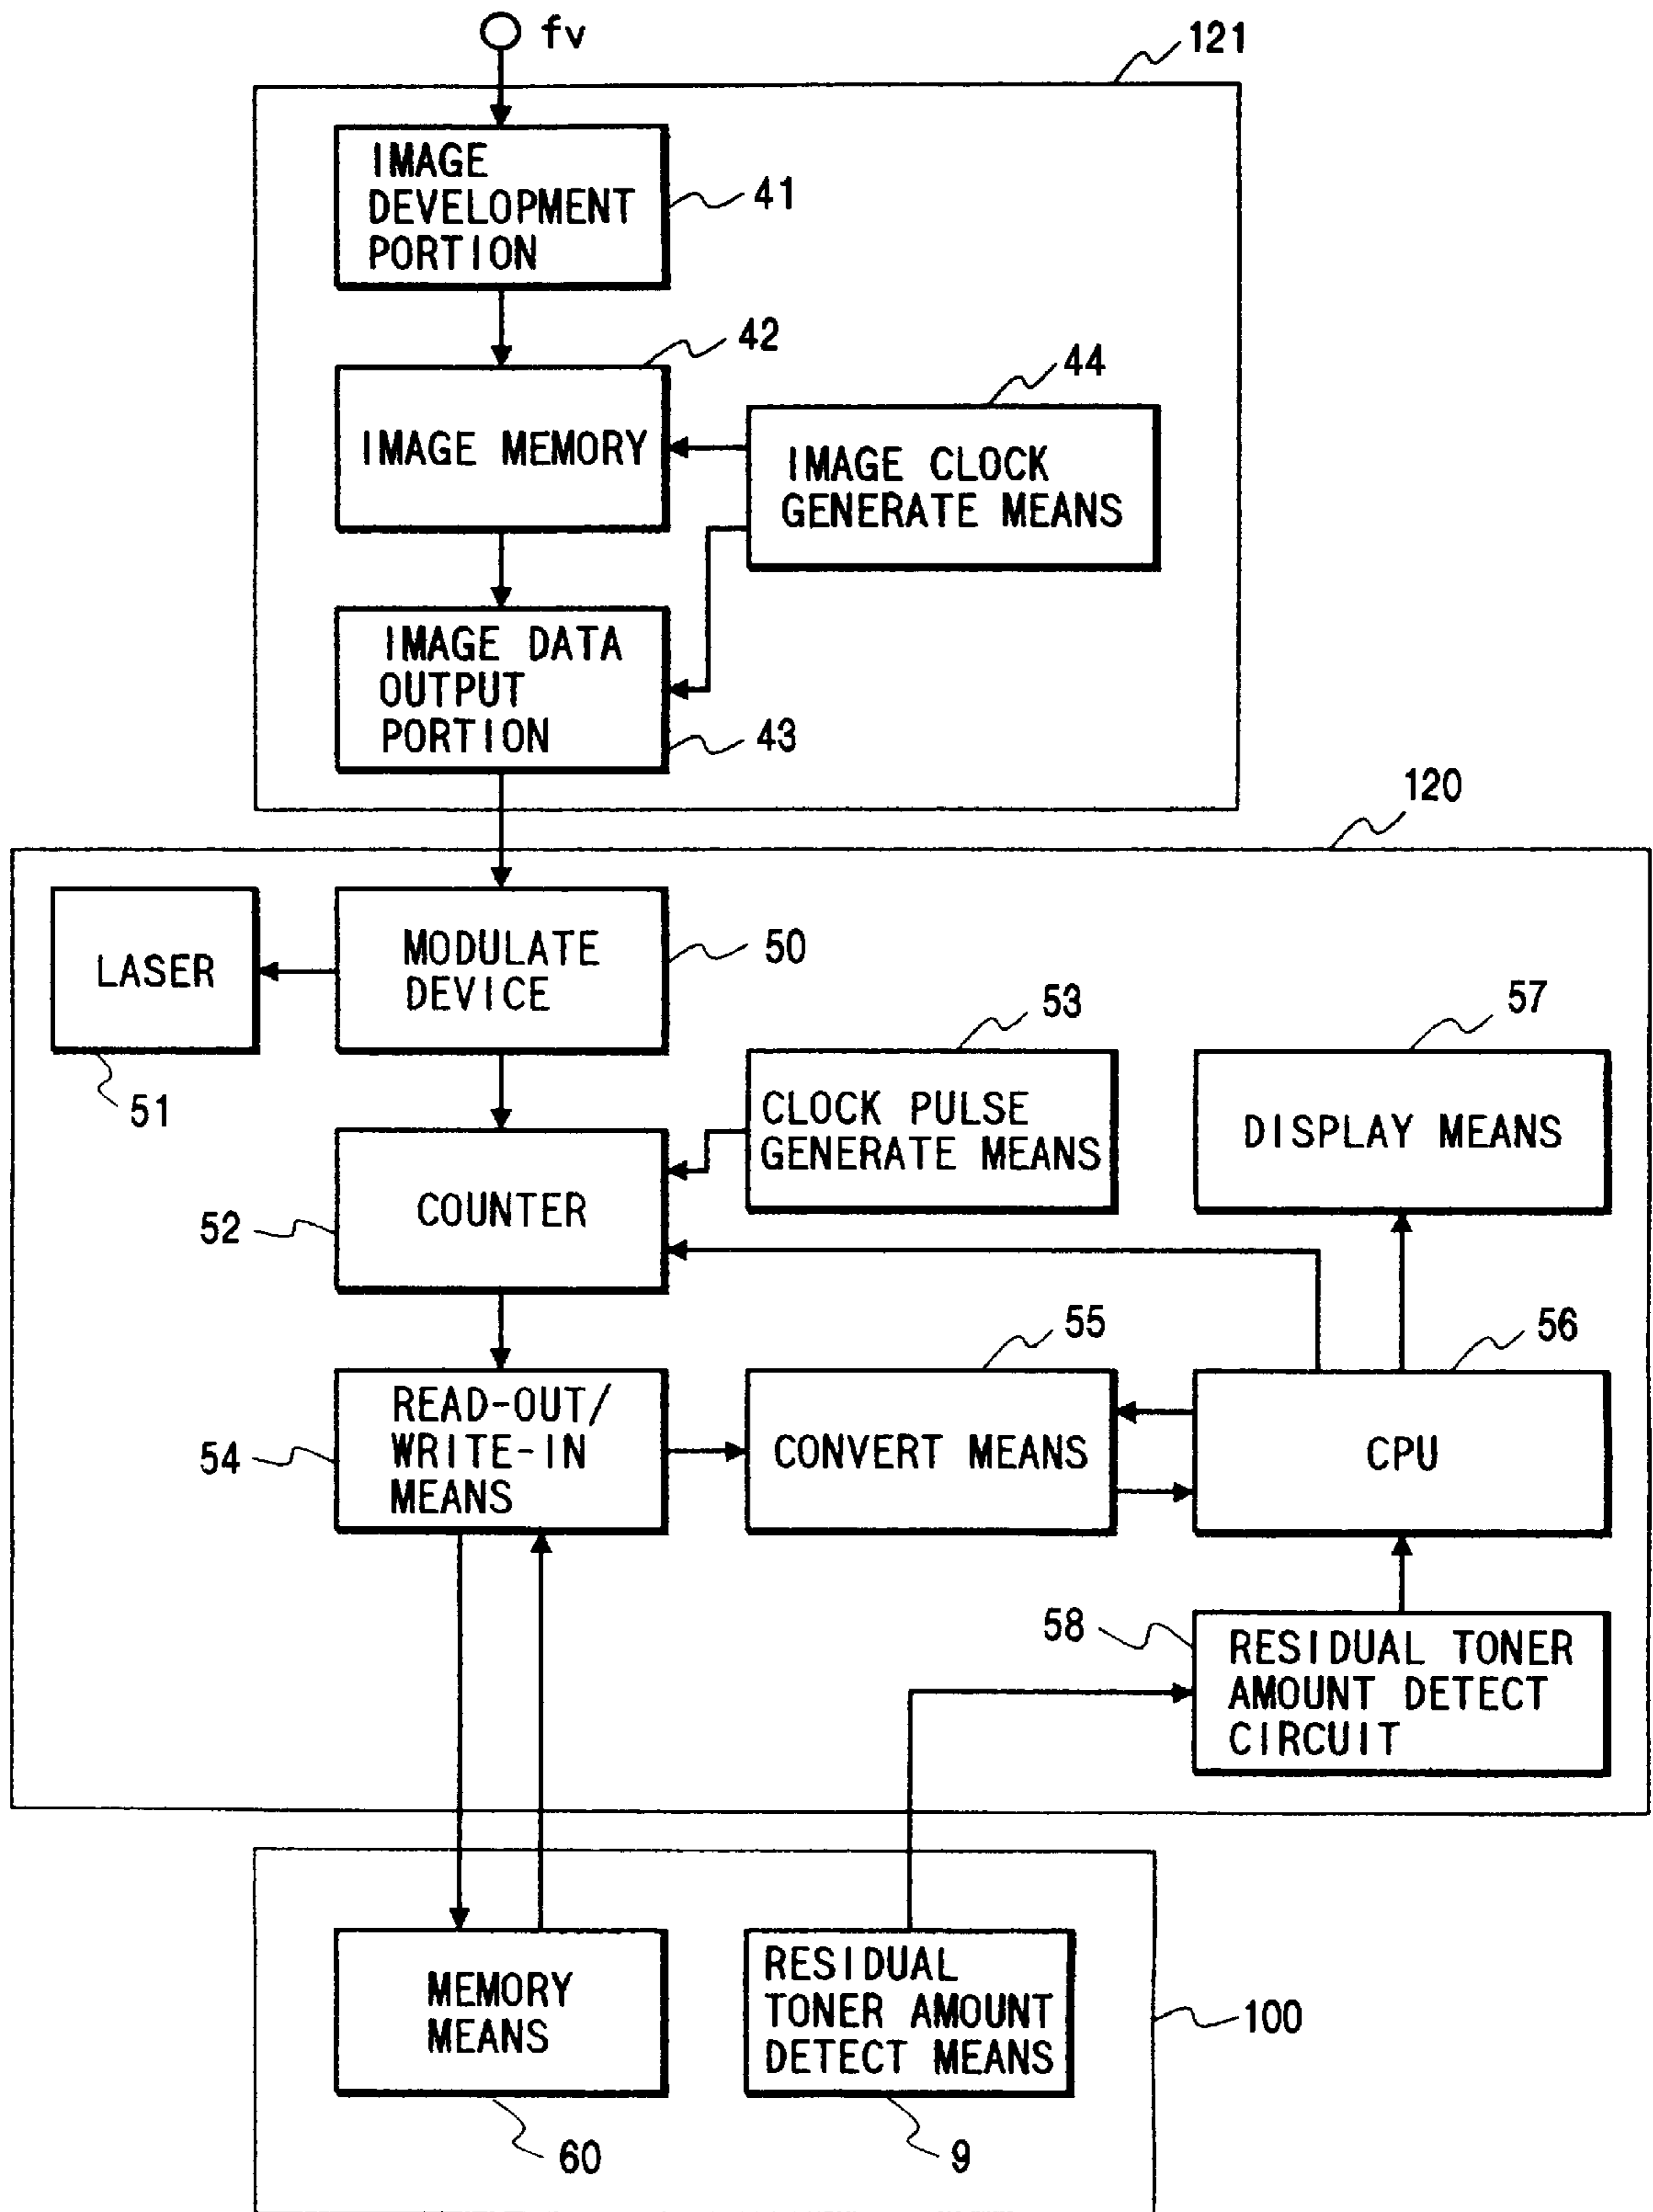 fv
121
IMAGE
DEVELOPMENT
PORTION
41
42
44
IMAGE MEMORY
IMAGE CLOCK
GENERATE MEANS
IMAGE DATA
OUTPUT
PORTION
43
120
LASER
51
MODULATE
DEVICE
50
53
57
CLOCK PULSE
GENERATE MEANS
DISPLAY MEANS
COUNTER
52
55
56
READ-OUT/
WRITE-IN
MEANS
54
CONVERT MEANS
CPU
58
RESIDUAL TONER
AMOUNT DETECT
CIRCUIT
MEMORY
MEANS
60
RESIDUAL
TONER AMOUNT
DETECT MEANS
9
100